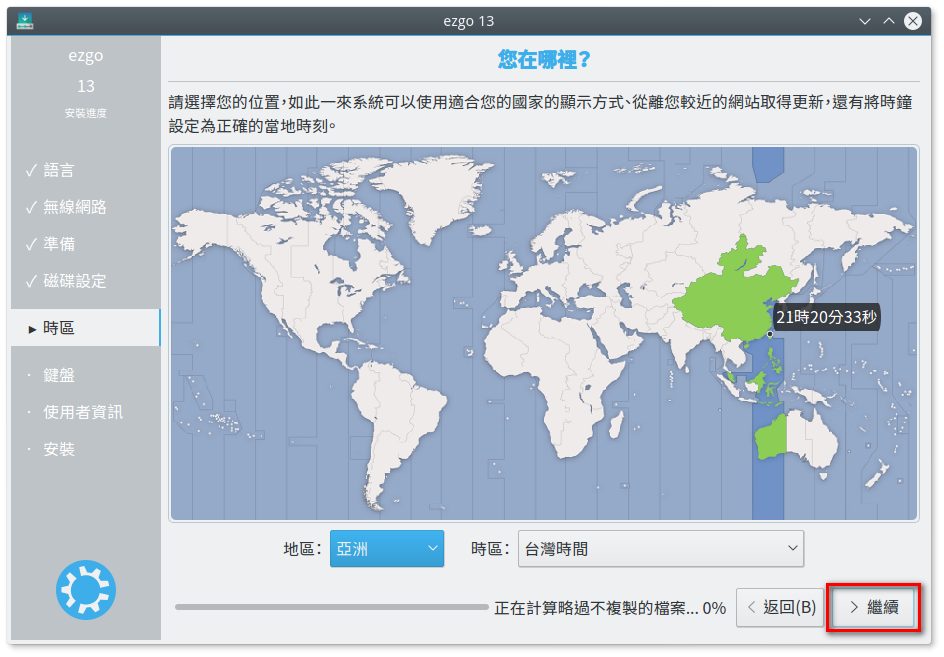 ezgo 13
ezgo
13
安裝進度
✓ 語言
✓ 無線網路
✓ 準備
✓ 磁碟設定
▸ 時區
· 鍵盤
· 使用者資訊
· 安裝
您在哪裡?
請選擇您的位置,如此一來系統可以使用適合您的國家的顯示方式、從離您較近的網站取得更新,還有將時鐘
設定為正確的當地時刻。
21時20分33秒
地區: 亞洲 時區: 台灣時間
正在計算略過不複製的檔案... 0% < 返回(B) > 繼續